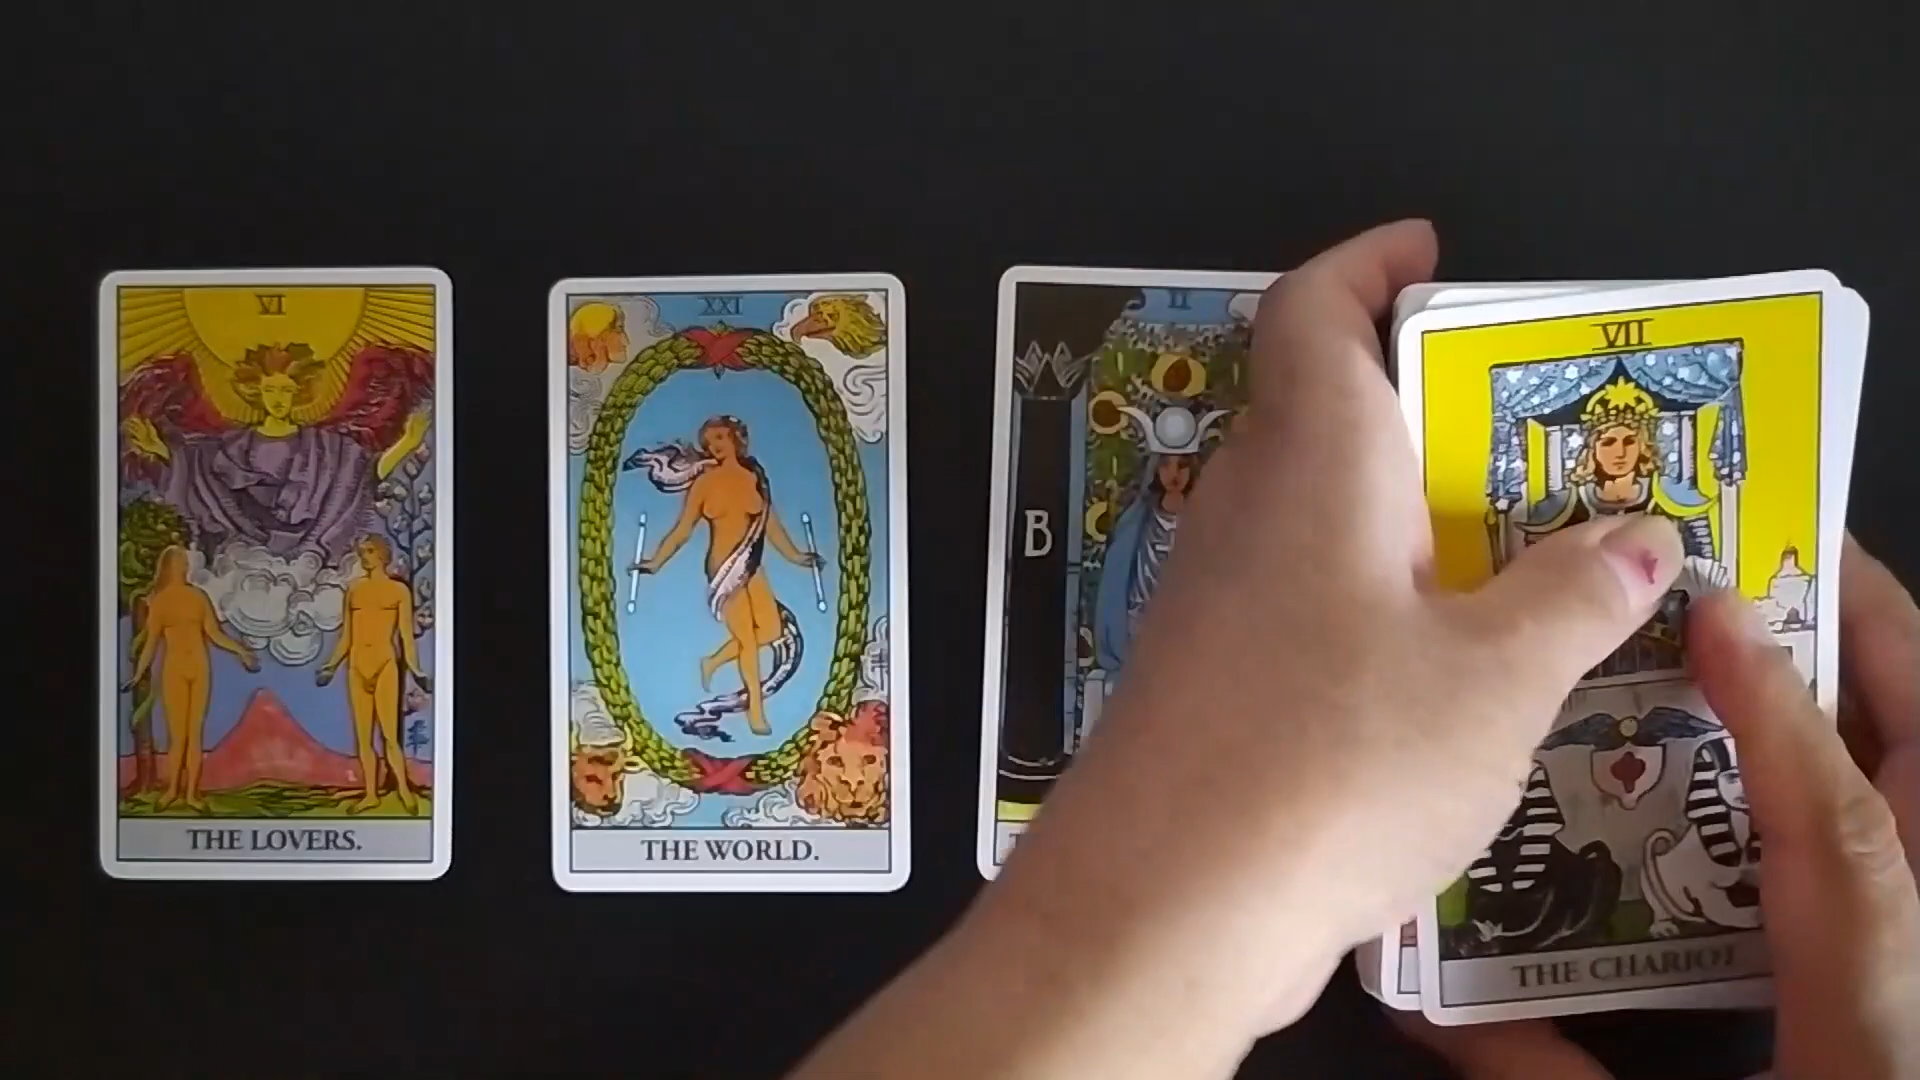 VI
THE LOVERS.
XXI
THE WORLD.
II
B
VII
THE CHARIOT